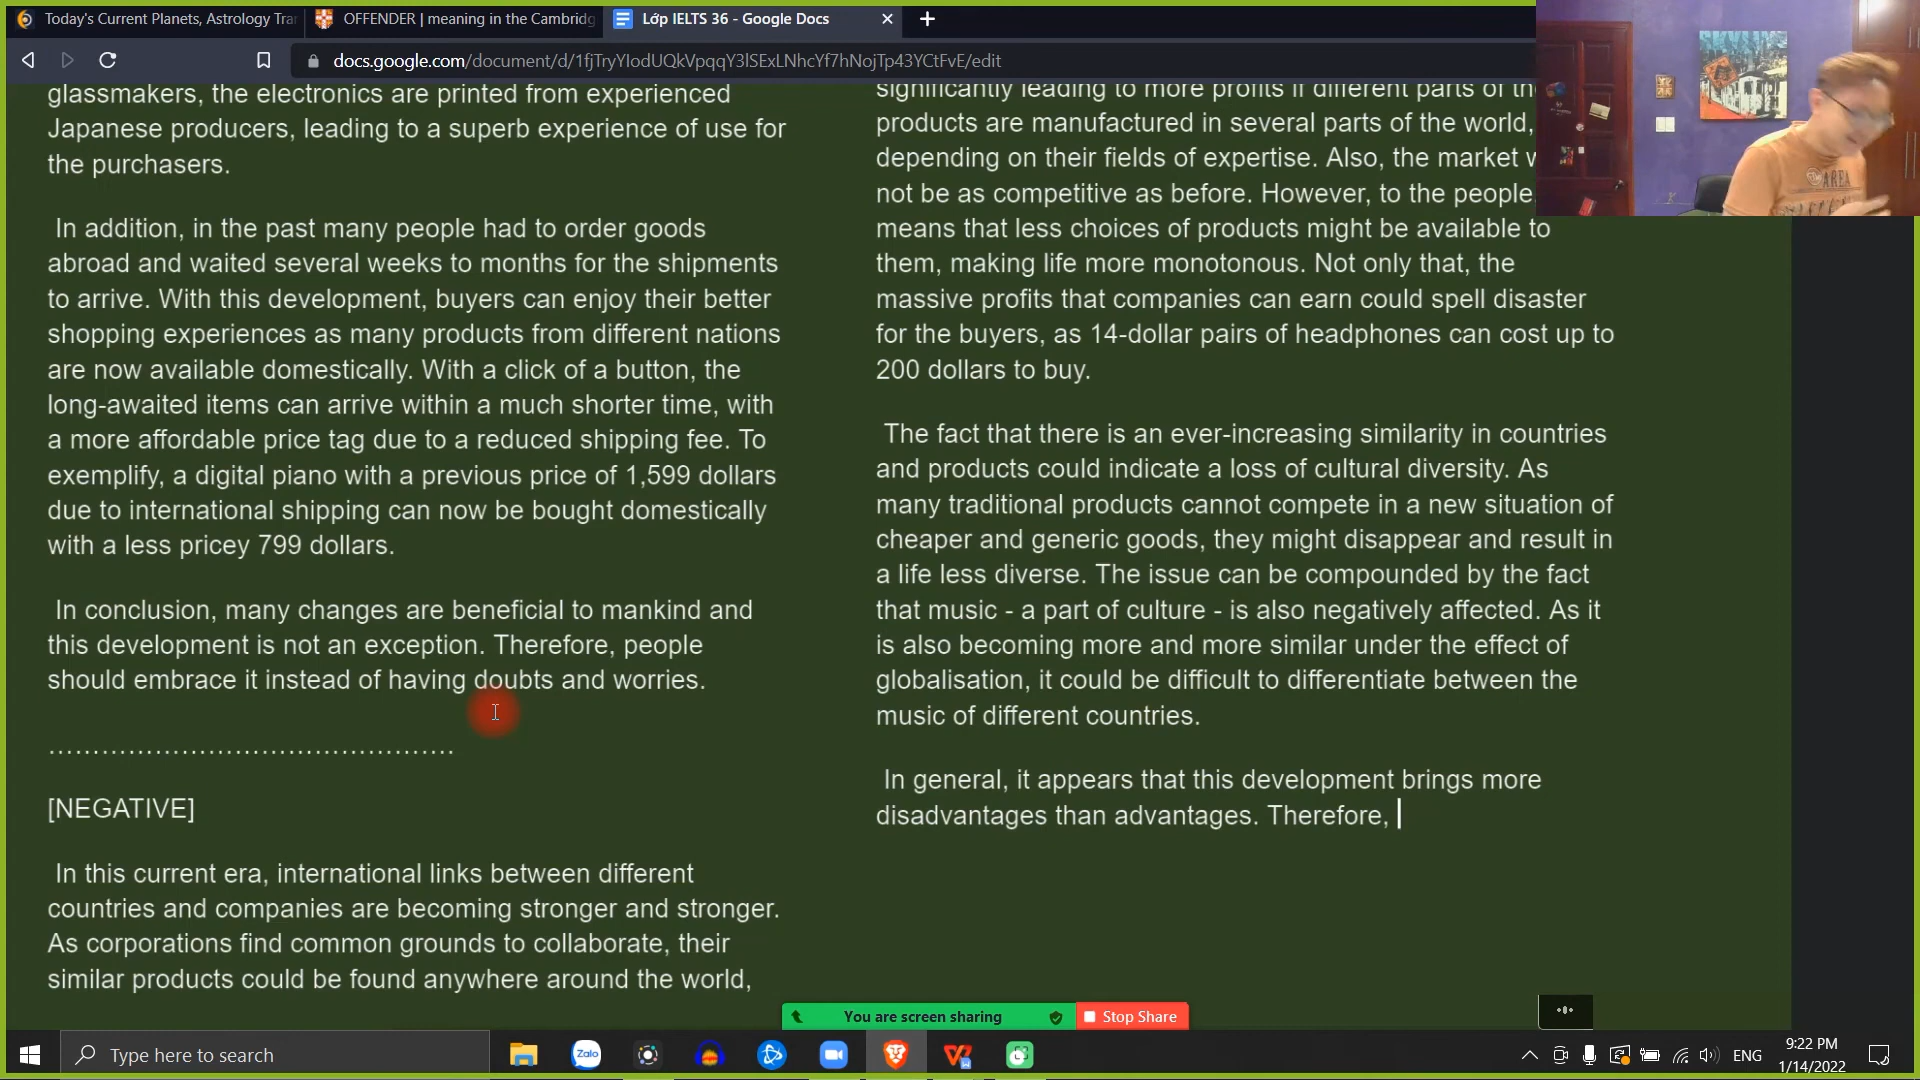 Today's Current Planets, Astrology Tra
OFFENDER | meaning in the Cambridg
Lớp IELTS 36 - Google Docs
glassmakers, the electronics are printed from experienced
Japanese producers, leading to a superb experience of use for
the purchasers.
In addition, in the past many people had to order goods
abroad and waited several weeks to months for the shipments
to arrive. With this development, buyers can enjoy their better
shopping experiences as many products from different nations
are now available domestically. With a click of a button, the
long-awaited items can arrive within a much shorter time, with
a more affordable price tag due to a reduced shipping fee. To
exemplify, a digital piano with a previous price of 1,599 dollars
due to international shipping can now be bought domestically
with a less pricey 799 dollars.
In conclusion, many changes are beneficial to mankind and
this development is not an exception. Therefore, people
should embrace it instead of having doubts and worries.
............................................
[NEGATIVE]
In this current era, international links between different
countries and companies are becoming stronger and stronger.
As corporations find common grounds to collaborate, their
similar products could be found anywhere around the world,
significantly leading to more profits if different parts of th
products are manufactured in several parts of the world,
depending on their fields of expertise. Also, the market w
not be as competitive as before. However, to the people
means that less choices of products might be available to
them, making life more monotonous. Not only that, the
massive profits that companies can earn could spell disaster
for the buyers, as 14-dollar pairs of headphones can cost up to
200 dollars to buy.
The fact that there is an ever-increasing similarity in countries
and products could indicate a loss of cultural diversity. As
many traditional products cannot compete in a new situation of
cheaper and generic goods, they might disappear and result in
a life less diverse. The issue can be compounded by the fact
that music - a part of culture - is also negatively affected. As it
is also becoming more and more similar under the effect of
globalisation, it could be difficult to differentiate between the
music of different countries.
In general, it appears that this development brings more
disadvantages than advantages. Therefore,
AREA
You are screen sharing
Stop Share
Type here to search
Zalo
ENG
9:22 PM
1/14/2022